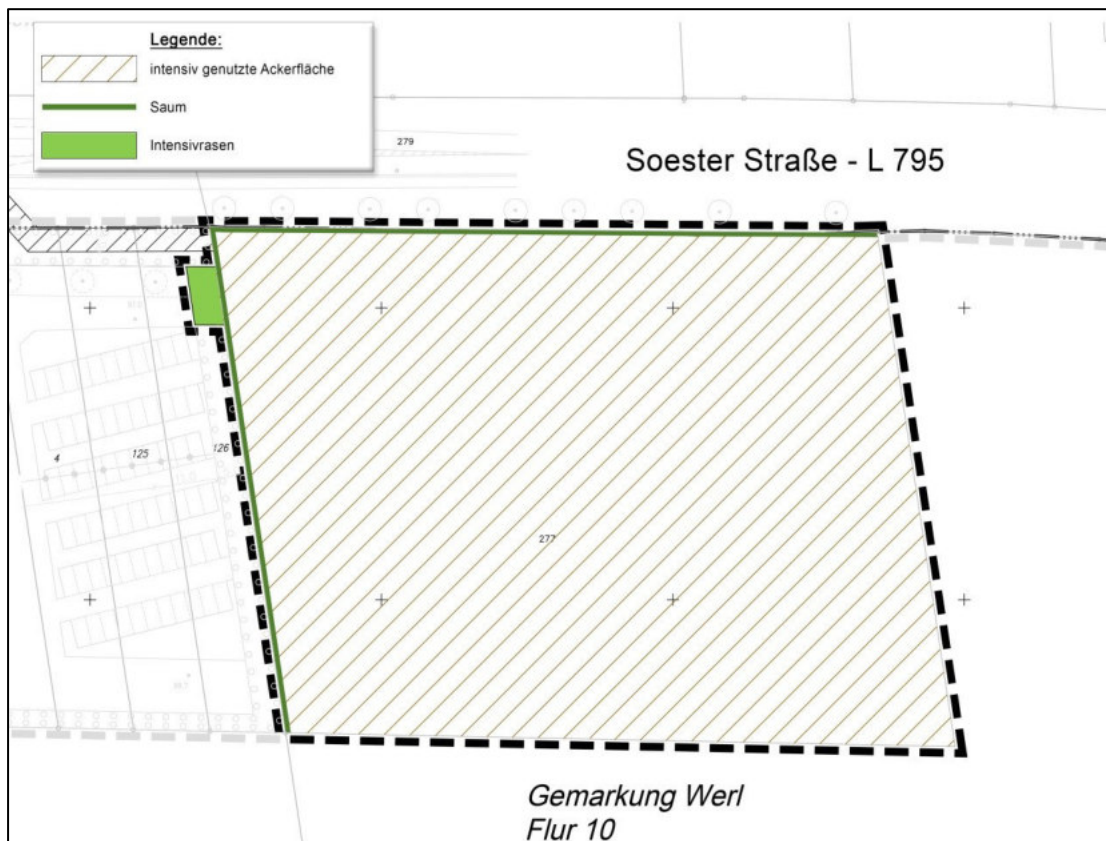 Legende:
intensiv genutzte Ackerfläche
Saum
Intensivrasen
279
Soester Straße - L 795
4
125
126
277
Gemarkung Werl
Flur 10